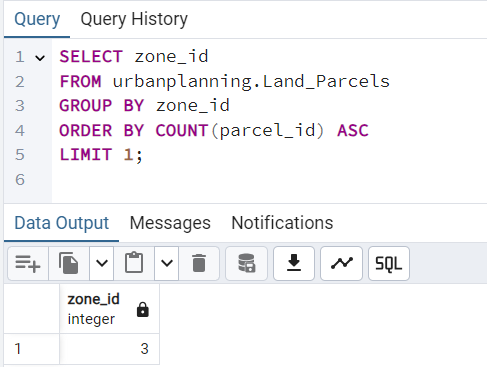 Query Query History
1 SELECT zone_id
2 FROM urbanplanning.Land_Parcels
3 GROUP BY zone_id
4 ORDER BY COUNT(parcel_id) ASC
5 LIMIT 1;
6
Data Output Messages Notifications
SQL
zone_id
integer
1 3